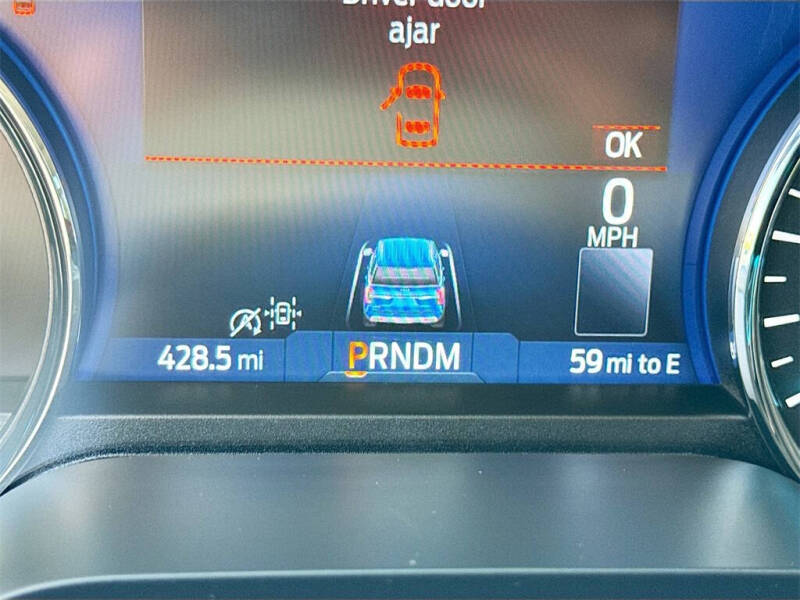 Driver door
ajar
OK
0
MPH
428.5 mi
PRNDM
59 mi to E